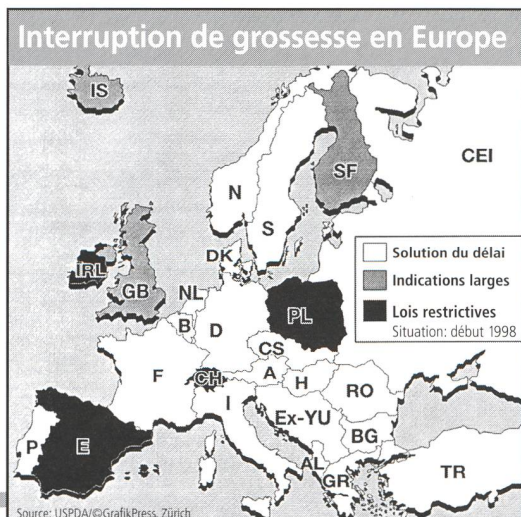 Interruption de grossesse en Europe
IS
CEI
SF
N
S
Solution du délai
Indications larges
Lois restrictives
Situation: début 1998
DK
IRL
GB
NL
PL
B
D
CS
F
CH
A
H
RO
I
Ex-YU
BG
P
E
AL
GR
TR
Source: USPDA/©GrafikPress, Zürich